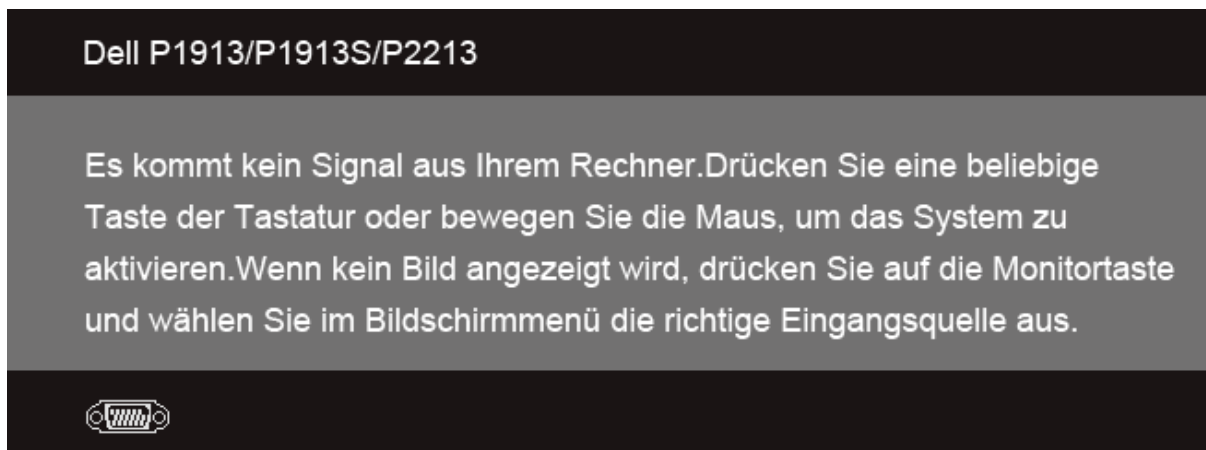 Dell P1913/P1913S/P2213
Es kommt kein Signal aus Ihrem Rechner.Drücken Sie eine beliebige
Taste der Tastatur oder bewegen Sie die Maus, um das System zu
aktivieren.Wenn kein Bild angezeigt wird, drücken Sie auf die Monitortaste
und wählen Sie im Bildschirmmenü die richtige Eingangsquelle aus.